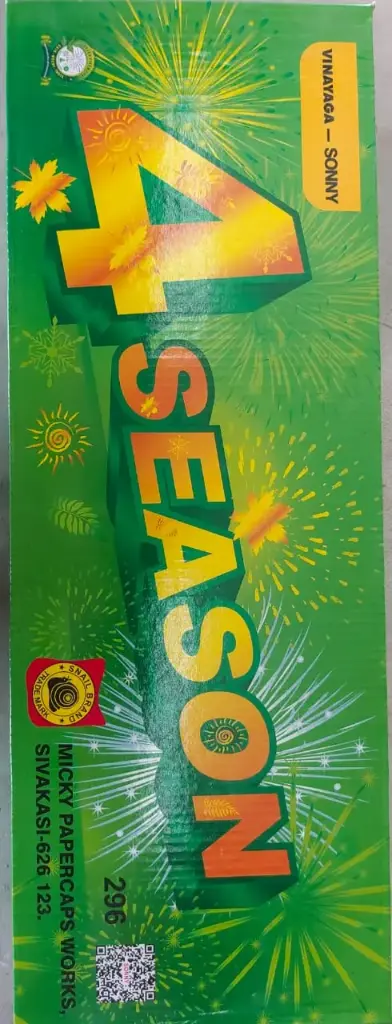 VINAYAGA – SONNY
4
SEASON
SNAIL BRAND
TRADE MARK
MICKY PAPERCAPS WORKS,
SIVAKASI-626 123.
296